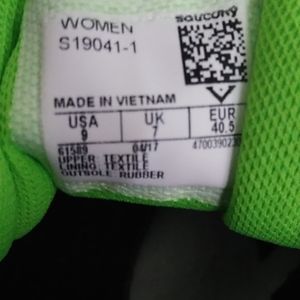 WOMEN
S19041-1
saucony
MADE IN VIETNAM
USA UK EUR
9 7 40.5
61589 04/17
UPPER: TEXTILE
LINING: TEXTILE
OUTSOLE: RUBBER